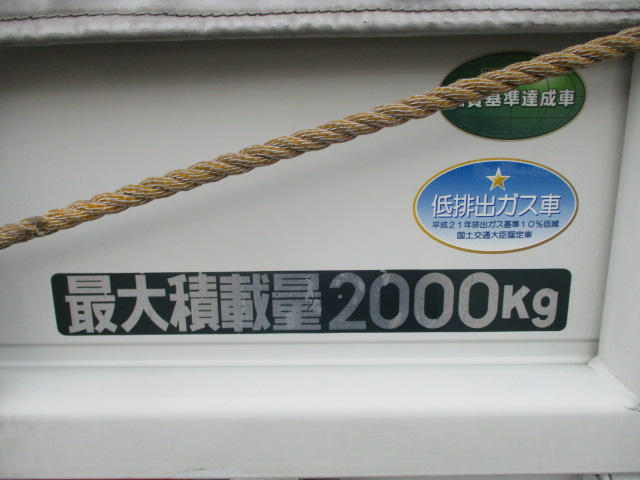 費基準達成車
低排出ガス車
平成21年排出ガス基準10%低減
国土交通大臣認定車
最大積載量2000Kg